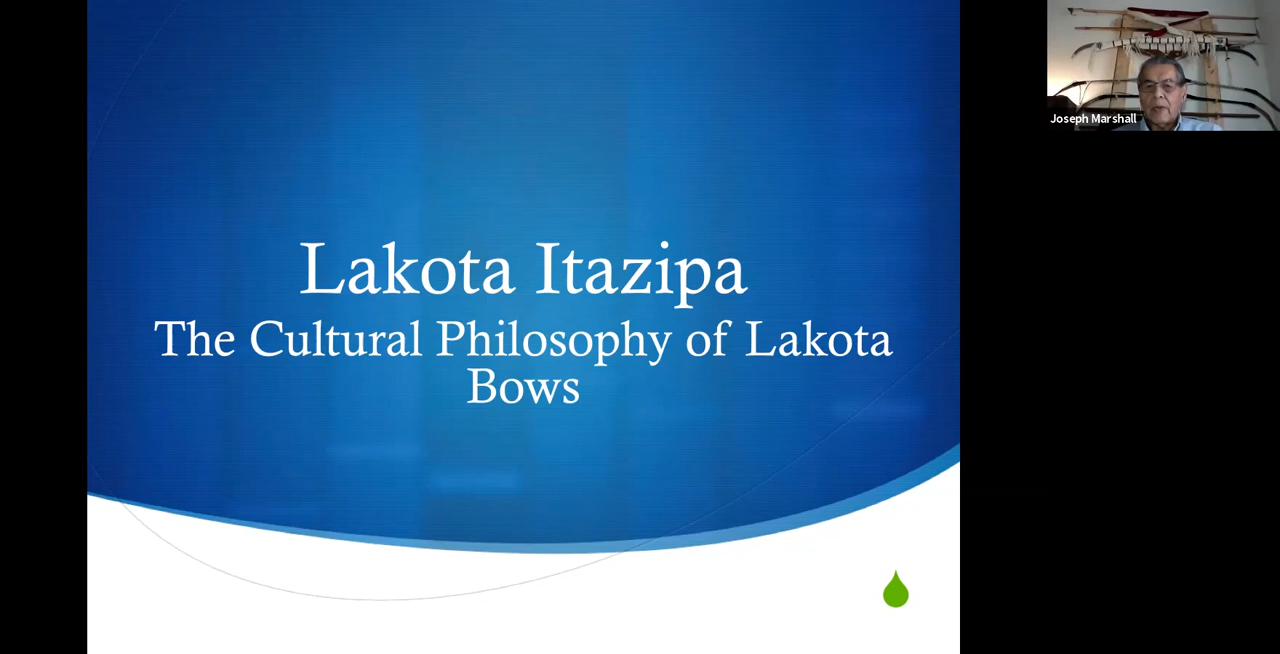 Lakota Itazipa
The Cultural Philosophy of Lakota
Bows
Joseph Marshall